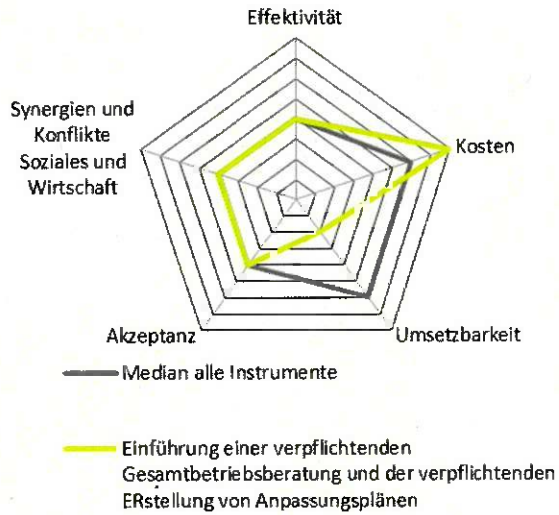 Effektivität
Synergien und
Konflikte
Soziales und
Wirtschaft
Kosten
Akzeptanz
Umsetzbarkeit
Median alle Instrumente
Einführung einer verpflichtenden
Gesamtbetriebsberatung und der verpflichtenden
ERstellung von Anpassungsplänen